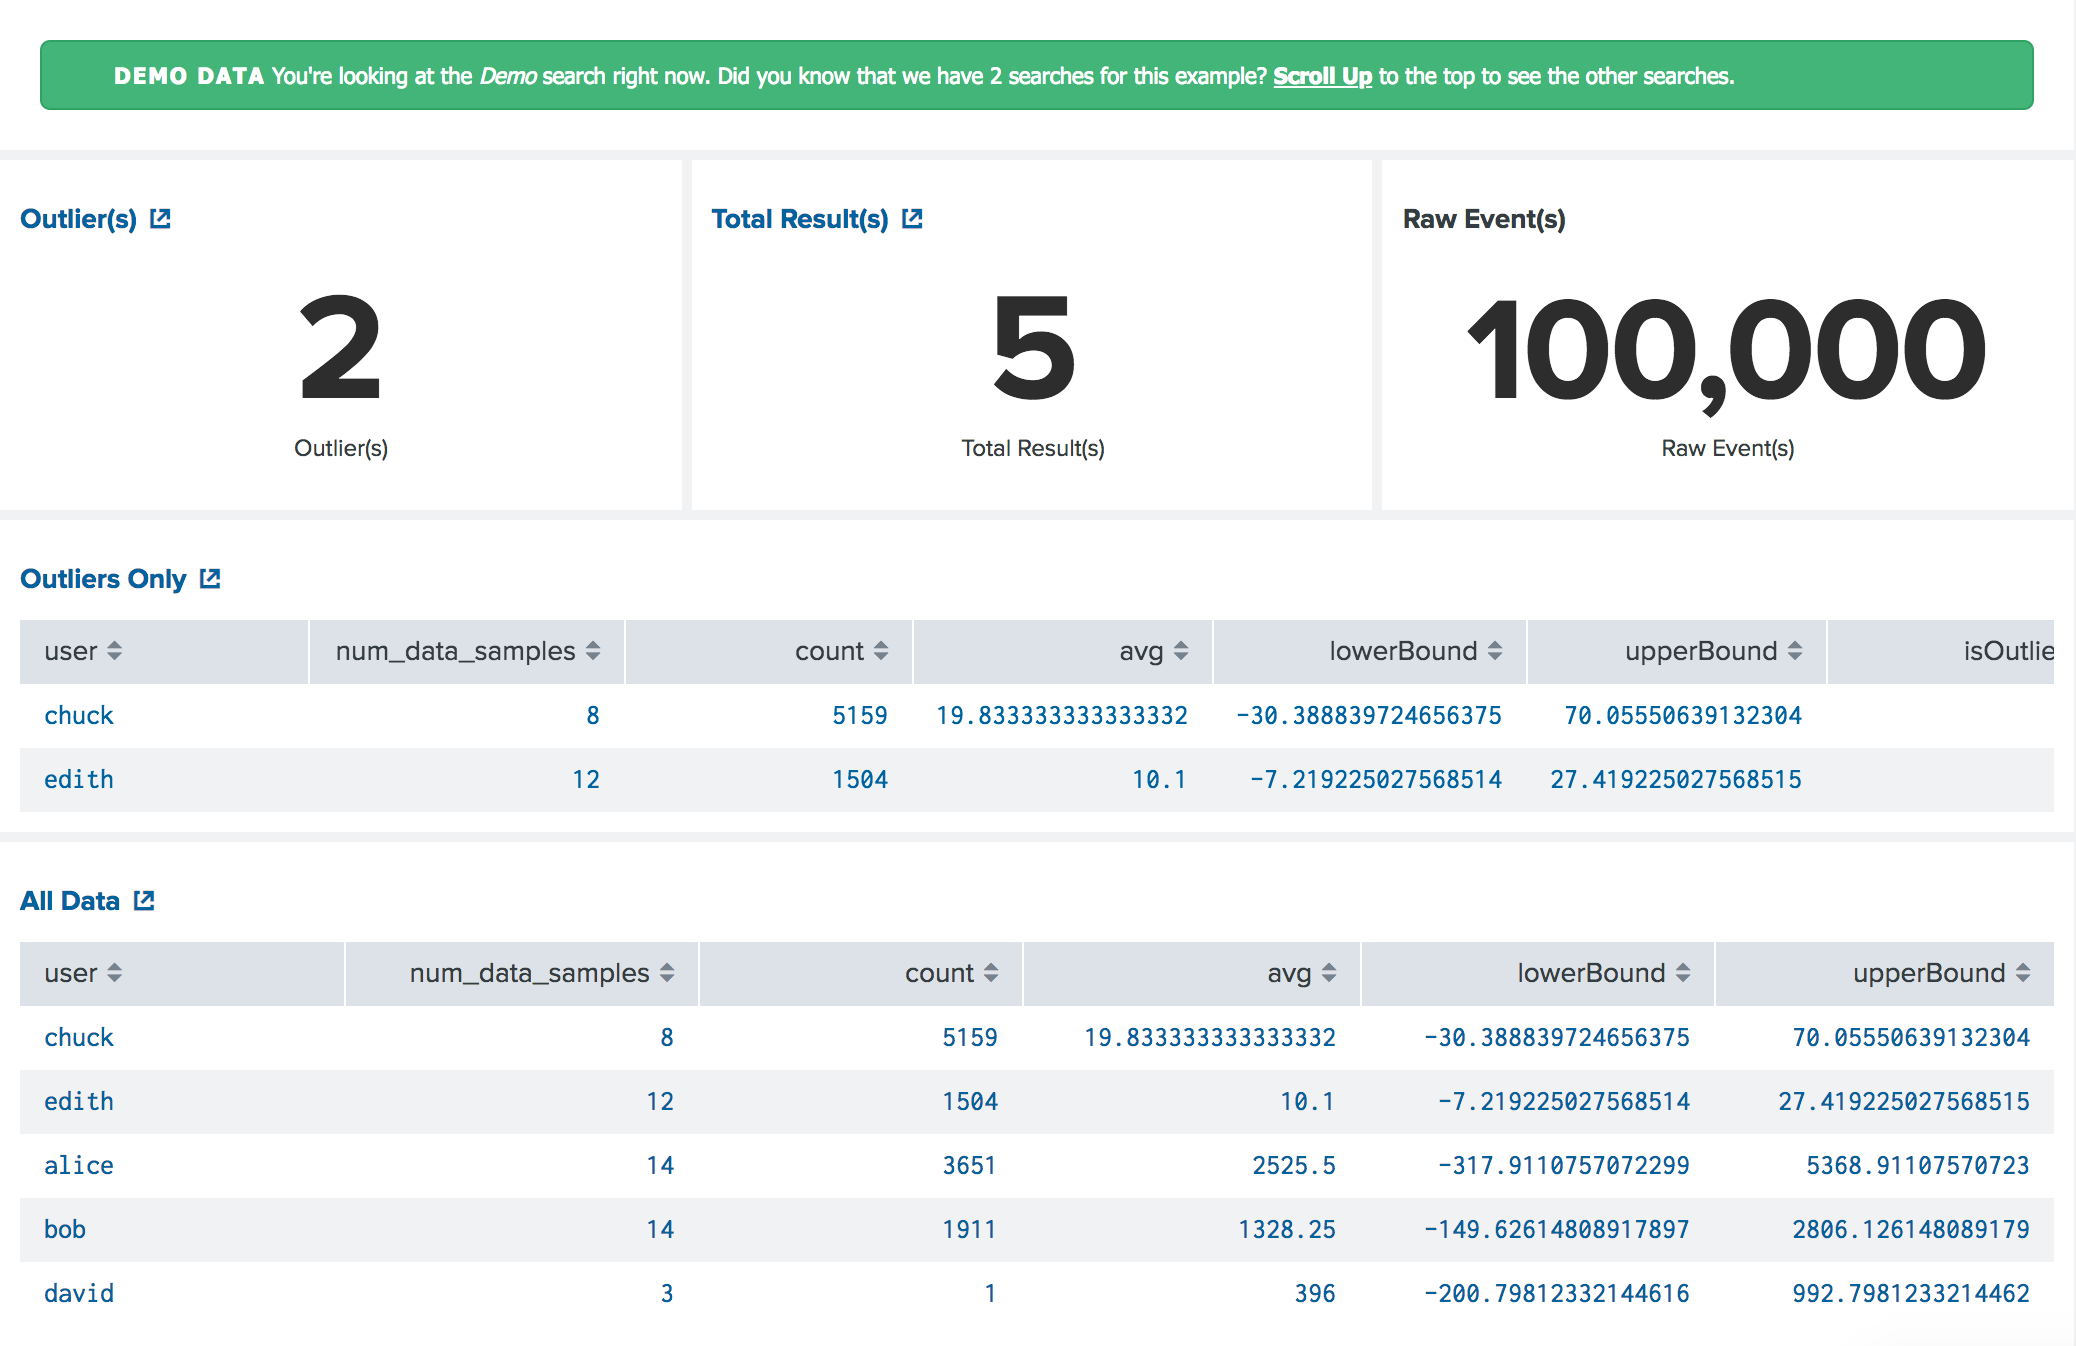 DEMO DATA You're looking at the Demo search right now. Did you know that we have 2 searches for this example? Scroll Up to the top to see the other searches.
Outlier(s)
2
Outlier(s)
Total Result(s)
5
Total Result(s)
Raw Event(s)
100,000
Raw Event(s)
Outliers Only
user num_data_samples count avg lowerBound upperBound isOutlie
chuck 8 5159 19.833333333333332 -30.388839724656375 70.05550639132304
edith 12 1504 10.1 -7.219225027568514 27.419225027568515
All Data
user num_data_samples count avg lowerBound upperBound
chuck 8 5159 19.833333333333332 -30.388839724656375 70.05550639132304
edith 12 1504 10.1 -7.219225027568514 27.419225027568515
alice 14 3651 2525.5 -317.9110757072299 5368.91107570723
bob 14 1911 1328.25 -149.62614808917897 2806.126148089179
david 3 1 396 -200.79812332144616 992.7981233214462